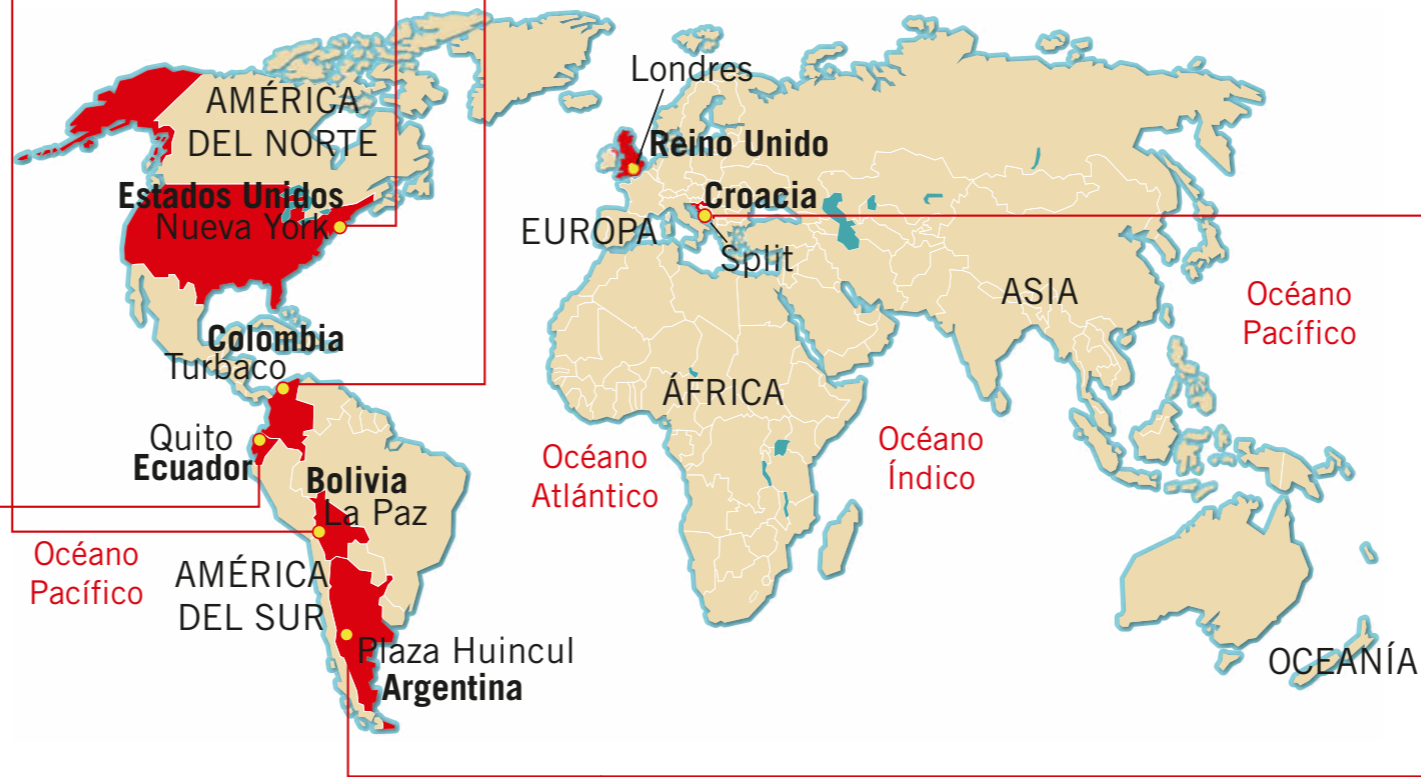 Londres
AMÉRICA
DEL NORTE
Reino Unido
Estados Unidos
Nueva York
Croacia
EUROPA
Split
ASIA
Océano
Pacífico
Colombia
Turbaco
ÁFRICA
Quito
Ecuador
Océano
Atlántico
Océano
Índico
Bolivia
La Paz
Océano
Pacífico
AMÉRICA
DEL SUR
Plaza Huincul
Argentina
OCEANÍA